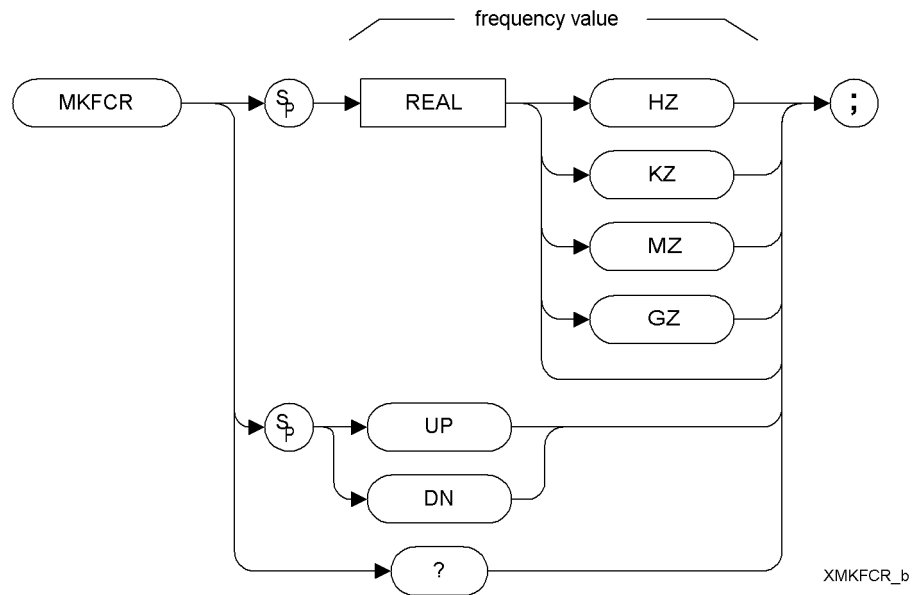 frequency value
MKFCR
SP
REAL
HZ
;
KZ
MZ
GZ
SP
UP
DN
?
XMKFCR_b